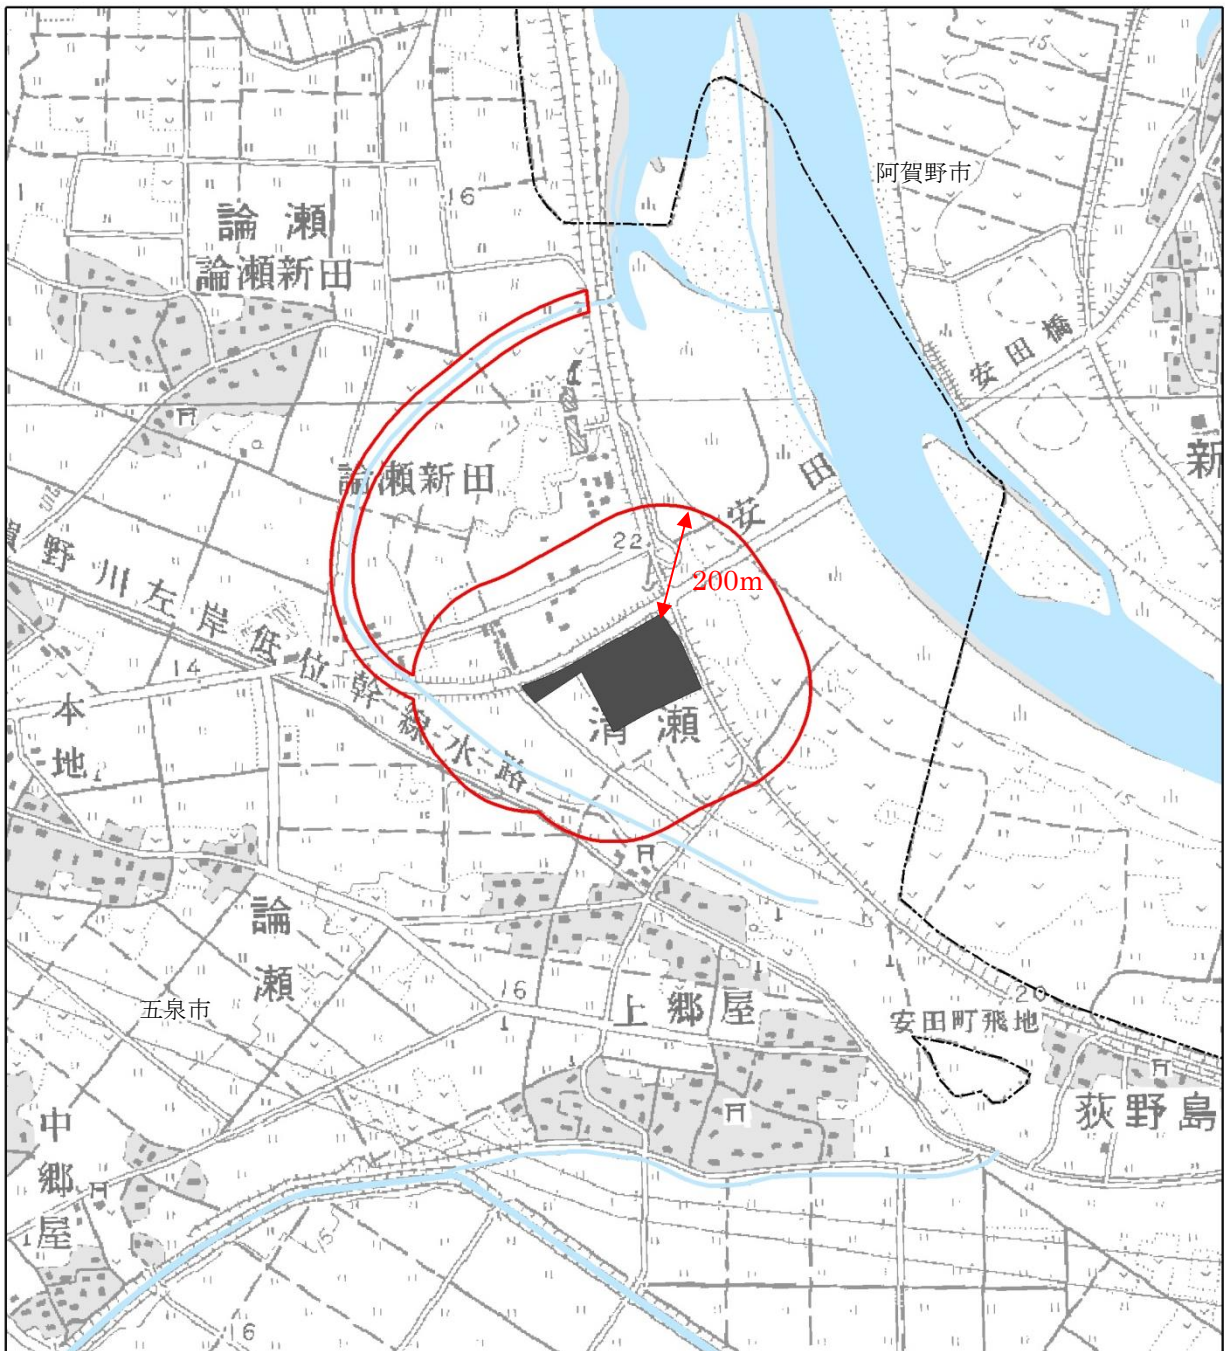 阿賀野市
16
15
論瀬
論瀬新田
安田橋
新
論瀬新田
安田
22
200m
賀野川左岸低位幹線水路
14
本地
清瀬
15
論瀬
五泉市
16
上郷屋
20
安田町飛地
荻野島
中郷屋
15
16